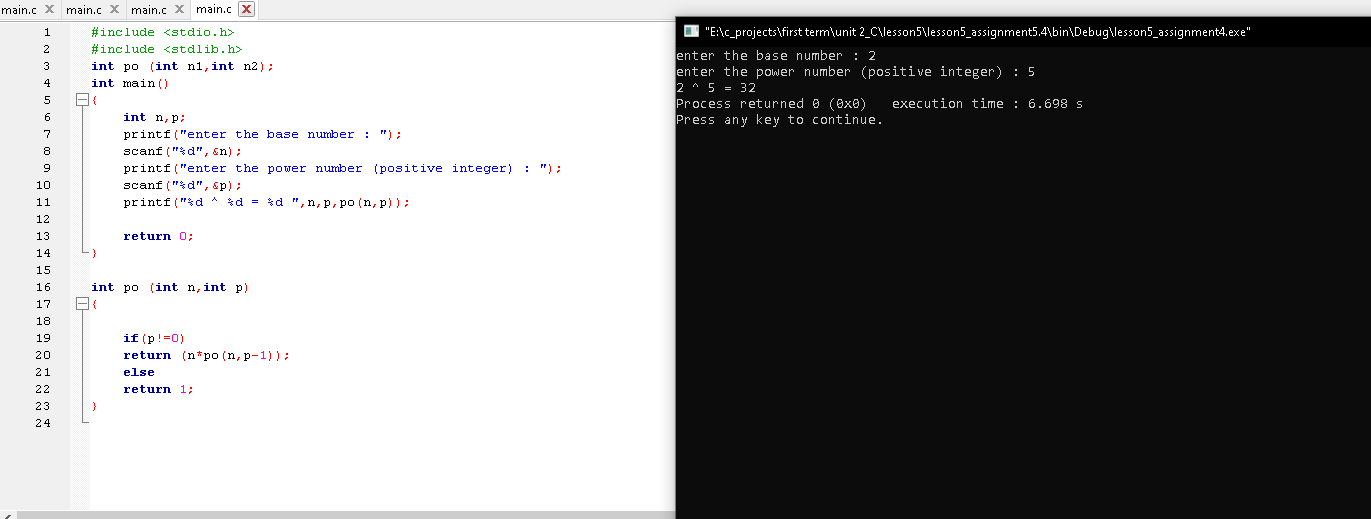 main.c main.c main.c main.c
1 #include <stdio.h>
2 #include <stdlib.h>
3 int po (int n1,int n2);
4 int main()
5 {
6 int n,p;
7 printf("enter the base number : ");
8 scanf("%d",&n);
9 printf("enter the power number (positive integer) : ");
10 scanf("%d",&p);
11 printf("%d ^ %d = %d ",n,p,po(n,p));
12
13 return 0;
14 }
15
16 int po (int n,int p)
17 {
18
19 if(p!=0)
20 return (n*po(n,p-1));
21 else
22 return 1;
23 }
24
"E:\c_projects\first term\unit 2_C\lesson5\lesson5_assignment5.4\bin\Debug\lesson5_assignment4.exe"
enter the base number : 2
enter the power number (positive integer) : 5
2 ^ 5 = 32
Process returned 0 (0x0)   execution time : 6.698 s
Press any key to continue.